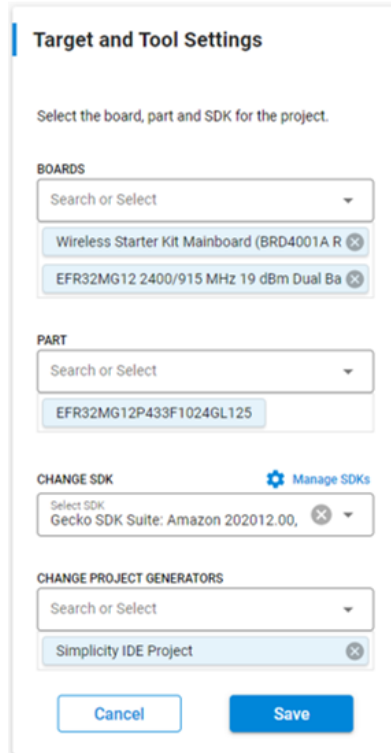 Target and Tool Settings
Select the board, part and SDK for the project.
BOARDS
Search or Select
Wireless Starter Kit Mainboard (BRD4001A R
EFR32MG12 2400/915 MHz 19 dBm Dual Ba
PART
Search or Select
EFR32MG12P433F1024GL125
CHANGE SDK Manage SDKs
Select SDK
Gecko SDK Suite: Amazon 202012.00,
CHANGE PROJECT GENERATORS
Search or Select
Simplicity IDE Project
Cancel Save